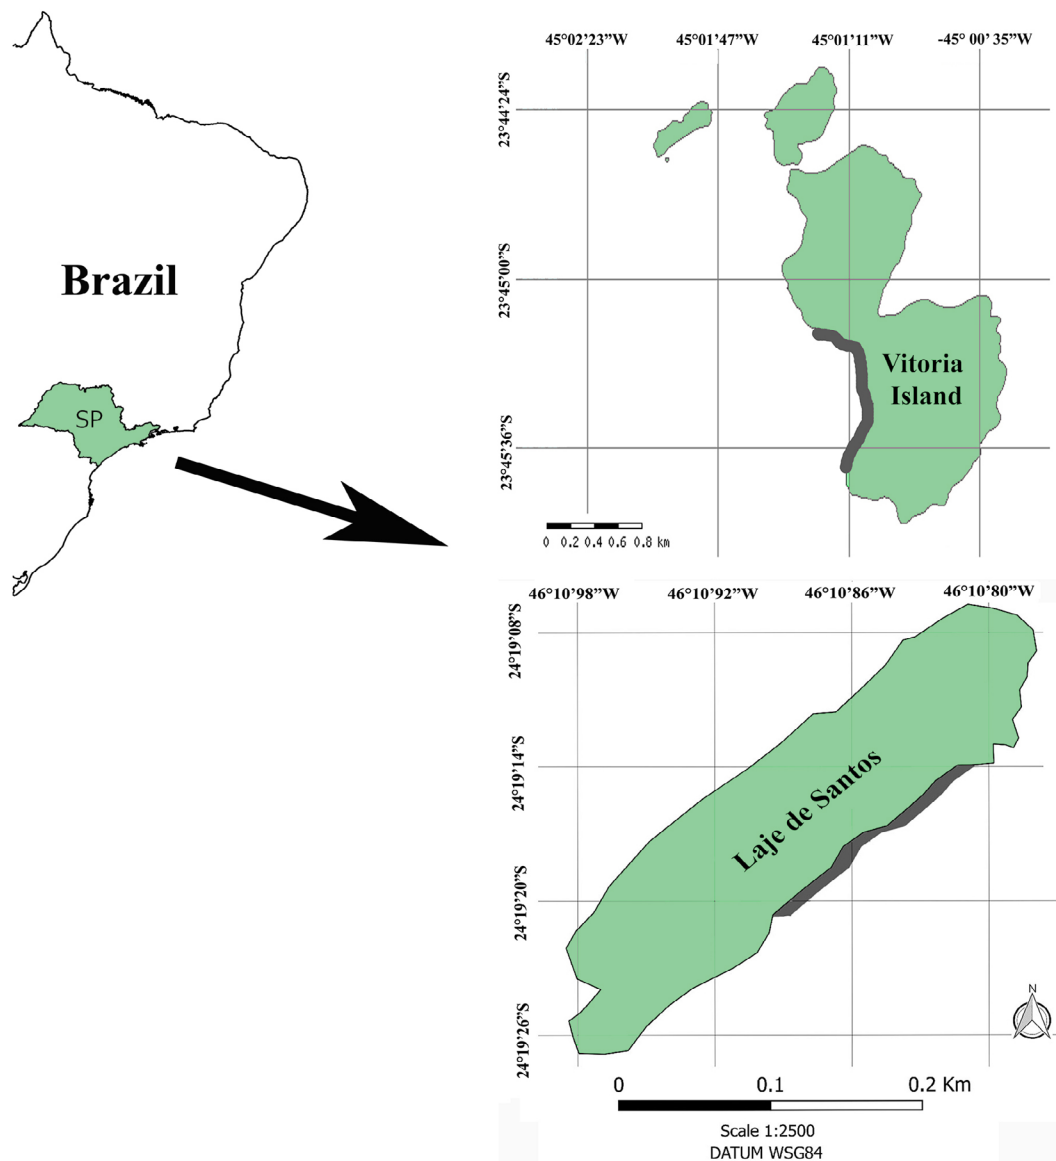 Brazil
SP
45°02'23”W 45°01'47”W 45°01'11”W -45° 00'35”W
23°44'24”S
23°45'00”S
23°45'36”S
Vitoria
Island
0 0.2 0.4 0.6 0.8 km
46°10'98”W 46°10'92”W 46°10'86”W 46°10'80”W
24°19'08”S
24°19'14”S
24°19'20”S
24°19'26”S
Laje de Santos
N
0 0.1 0.2 Km
Scale 1:2500
DATUM WSG84